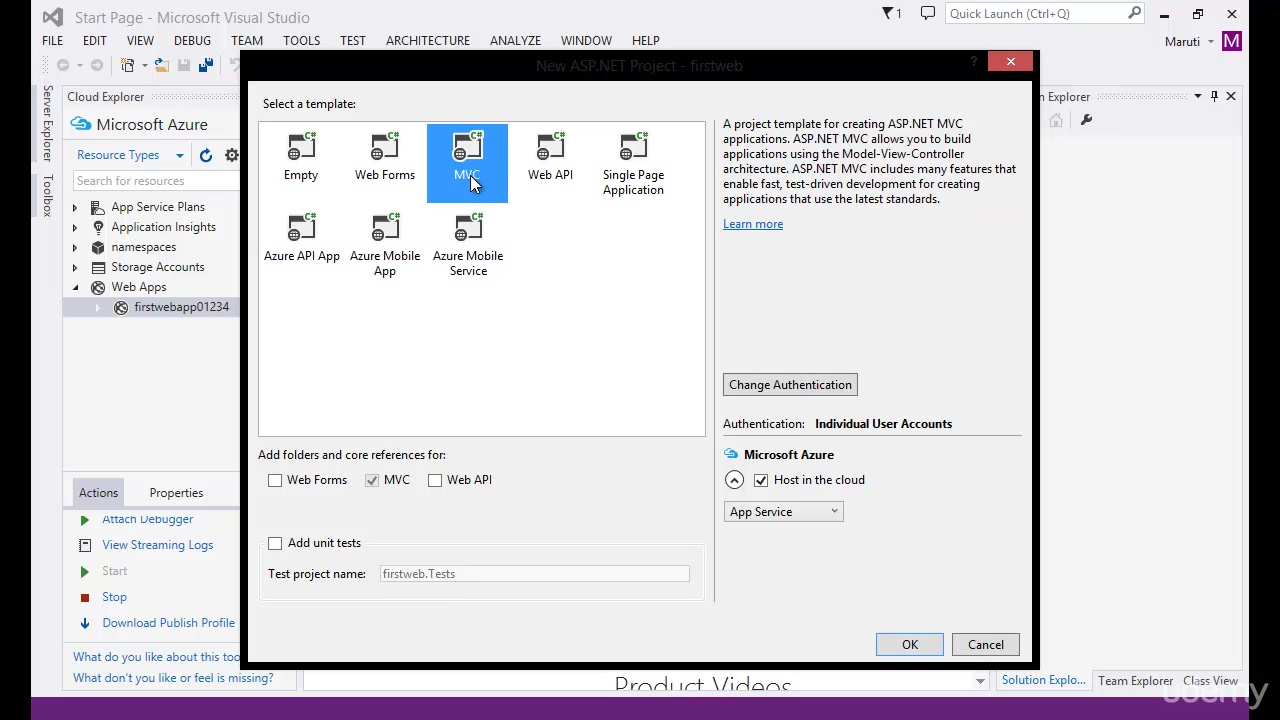 Start Page - Microsoft Visual Studio
1
Quick Launch (Ctrl+Q)
FILE EDIT VIEW DEBUG TEAM TOOLS TEST ARCHITECTURE ANALYZE WINDOW HELP
Maruti M
New ASP.NET Project - firstweb
?
Server Explorer
Toolbox
Cloud Explorer
Microsoft Azure
Resource Types
Search for resources
App Service Plans
Application Insights
namespaces
Storage Accounts
Web Apps
firstwebapp01234
Actions Properties
Attach Debugger
View Streaming Logs
Start
Stop
Download Publish Profile
What do you like about this too
What don't you like or feel is missing?
Select a template:
C# Empty
C# Web Forms
C# MVC
C# Web API
C# Single Page
Application
C# Azure API App
C# Azure Mobile
App
C# Azure Mobile
Service
Add folders and core references for:
Web Forms MVC Web API
Add unit tests
Test project name: firstweb.Tests
A project template for creating ASP.NET MVC
applications. ASP.NET MVC allows you to build
applications using the Model-View-Controller
architecture. ASP.NET MVC includes many features that
enable fast, test-driven development for creating
applications that use the latest standards.
Learn more
Change Authentication
Authentication: Individual User Accounts
Microsoft Azure
Host in the cloud
App Service
OK Cancel
m Explorer
Product Videos
Solution Explo... Team Explorer Class View
udemy